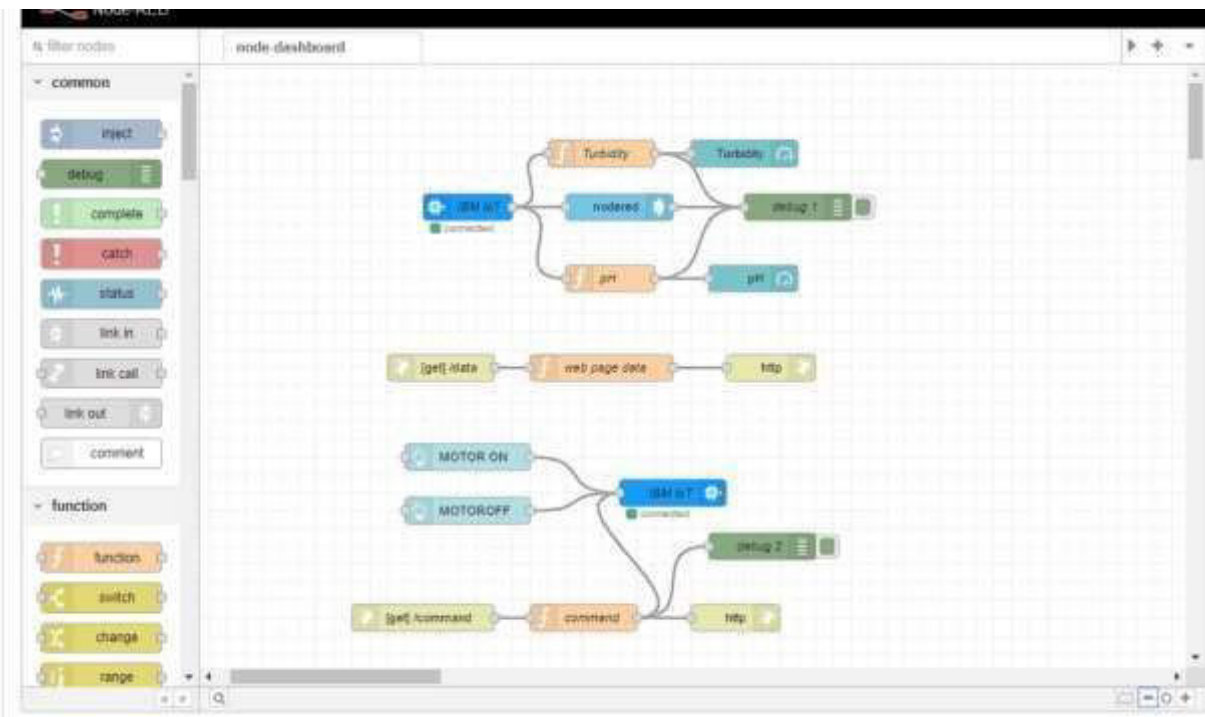 Node-RED
filter nodes
node-dashboard
common
inject
debug
complete
catch
status
link in
link call
link out
comment
function
function
switch
change
range
Turbidity
Turbidity
IBM IoT
connected
nodered
debug 1
pH
pH
[get] /data
web page data
http
MOTOR ON
IBM IoT
connected
MOTOROFF
debug 2
[get] /command
command
http